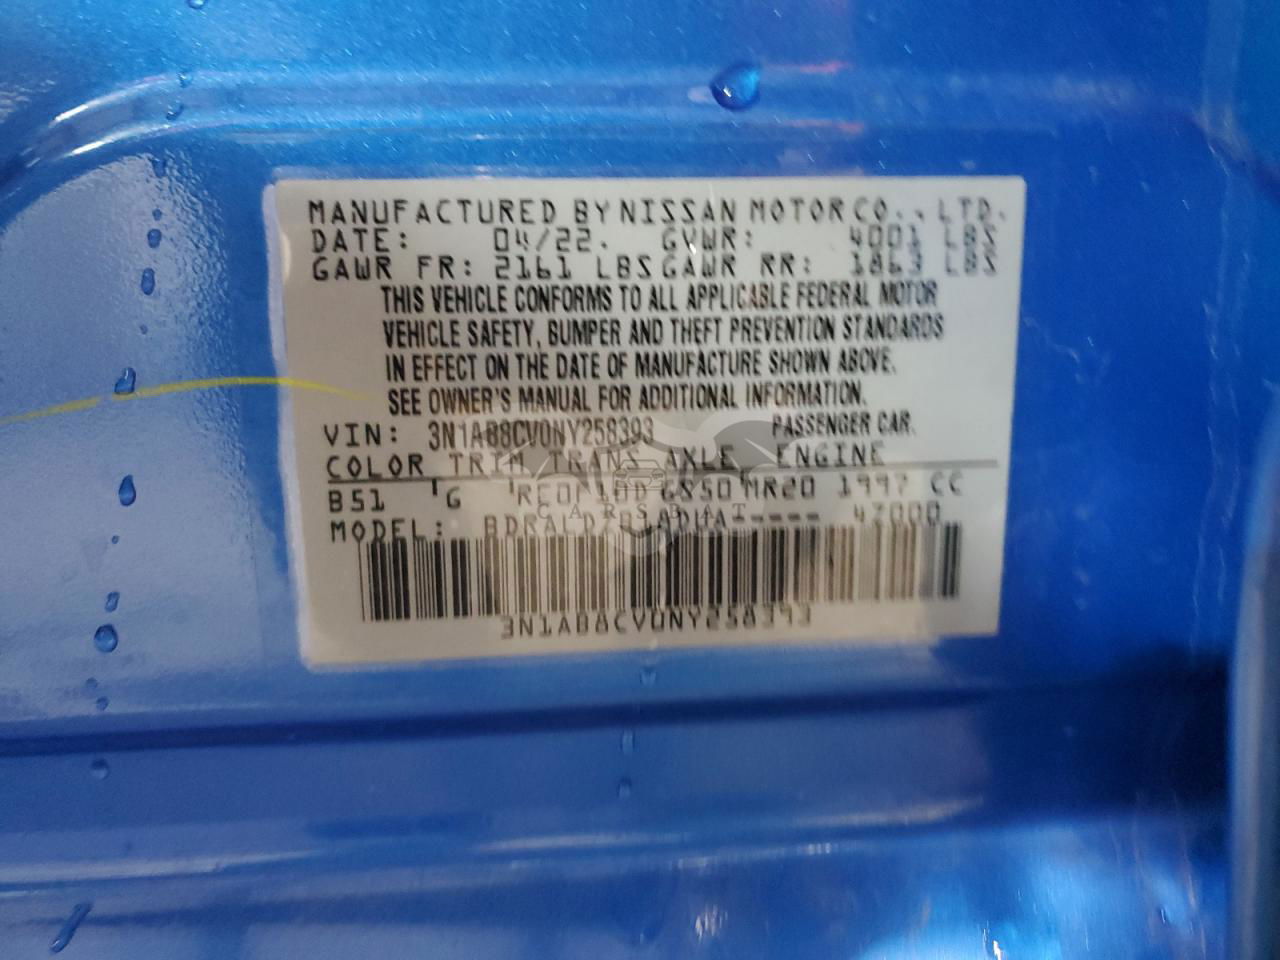 MANUFACTURED BY NISSAN MOTOR CO., LTD.
DATE: 04/22. GVWR: 4001 LBS
GAWR FR: 2161 LBS GAWR RR: 1863 LBS
THIS VEHICLE CONFORMS TO ALL APPLICABLE FEDERAL MOTOR
VEHICLE SAFETY, BUMPER AND THEFT PREVENTION STANDARDS
IN EFFECT ON THE DATE OF MANUFACTURE SHOWN ABOVE.
SEE OWNER'S MANUAL FOR ADDITIONAL INFORMATION.
VIN: 3N1AB8CV0NY258393 PASSENGER CAR.
COLOR TRIM TRANS AXLE ENGINE
B51 G MR20 1997 CC
CARSBAT
MODEL:
3N1AB8CV0NY258393